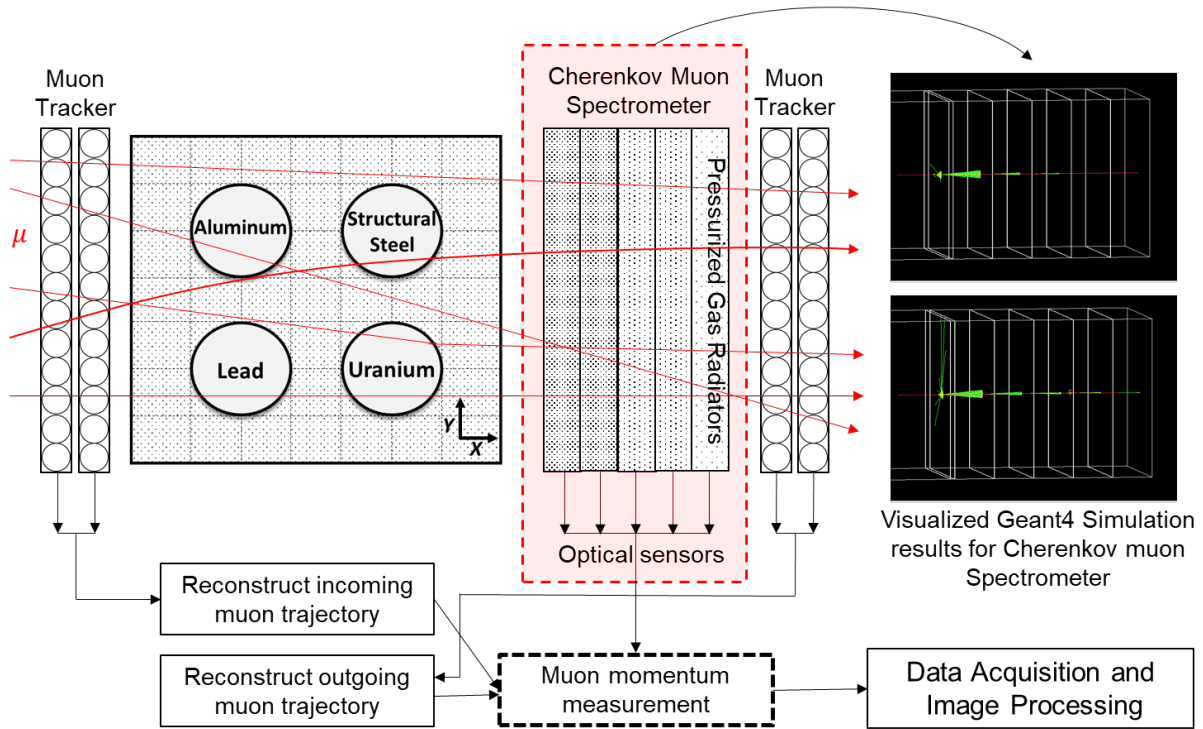 Muon
Tracker
Cherenkov Muon
Spectrometer
Muon
Tracker
μ
Aluminum
Structural
Steel
Lead
Uranium
Y
X
Pressurized Gas Radiators
Optical sensors
Visualized Geant4 Simulation
results for Cherenkov muon
Spectrometer
Reconstruct incoming
muon trajectory
Reconstruct outgoing
muon trajectory
Muon momentum
measurement
Data Acquisition and
Image Processing